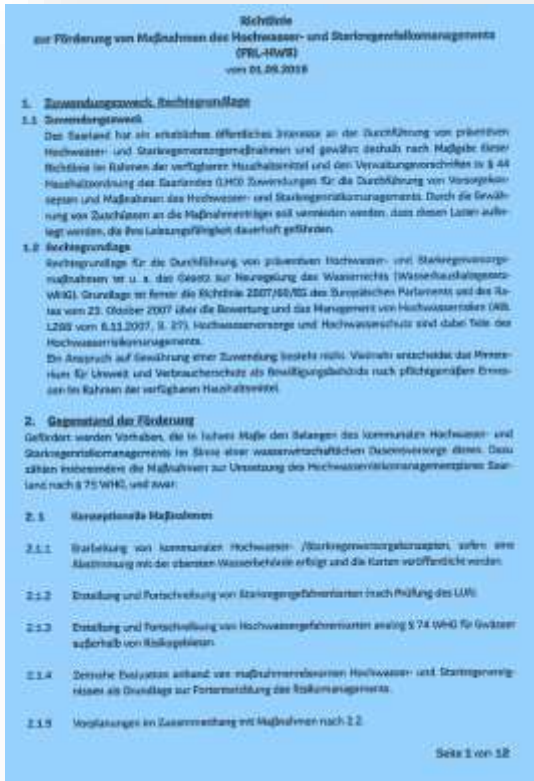 Richtlinie
zur Förderung von Maßnahmen des Hochwasser- und Starkregenrisikomanagements
(FRL-HWS)
vom 01.09.2018
1. Zuwendungszweck, Rechtsgrundlage
1.1 Zuwendungszweck
Das Saarland hat ein erhebliches öffentliches Interesse an der Durchführung von präventiven
Hochwasser- und Starkregenvorsorgemaßnahmen und gewährt deshalb nach Maßgabe dieser
Richtlinie im Rahmen der verfügbaren Haushaltsmittel und den Verwaltungsvorschriften zu § 44
Haushaltsordnung des Saarlandes (LHO) Zuwendungen für die Durchführung von Vorsorgekon-
zepten und Maßnahmen des Hochwasser- und Starkregenrisikomanagements. Durch die Gewäh-
rung von Zuschüssen an die Maßnahmenträger soll vermieden werden, dass diesen Lasten aufer-
legt werden, die ihre Leistungsfähigkeit dauerhaft gefährden.
1.2 Rechtsgrundlage
Rechtsgrundlage für die Durchführung von präventiven Hochwasser- und Starkregenvorsorge-
maßnahmen ist u. a. das Gesetz zur Neuregelung des Wasserrechts (Wasserhaushaltsgesetz-
WHG). Grundlage ist ferner die Richtlinie 2007/60/EG des Europäischen Parlaments und des Ra-
tes vom 23. Oktober 2007 über die Bewertung und das Management von Hochwasserrisiken (ABl.
L288 vom 6.11.2007, S. 27). Hochwasservorsorge und Hochwasserschutz sind dabei Teile des
Hochwasserrisikomanagements.
Ein Anspruch auf Gewährung einer Zuwendung besteht nicht. Vielmehr entscheidet das Ministe-
rium für Umwelt und Verbraucherschutz als Bewilligungsbehörde nach pflichtgemäßem Ermes-
sen im Rahmen der verfügbaren Haushaltsmittel.
2. Gegenstand der Förderung
Gefördert werden Vorhaben, die in hohem Maße den Belangen des kommunalen Hochwasser- und
Starkregenrisikomanagements im Sinne einer wasserwirtschaftlichen Daseinsvorsorge dienen. Dazu
zählen insbesondere die Maßnahmen zur Umsetzung des Hochwasserrisikomanagementplanes Saar-
land nach § 75 WHG, und zwar:
2. 1 Konzeptionelle Maßnahmen
2.1.1 Erarbeitung von kommunalen Hochwasser- /Starkregenvorsorgekonzepten, sofern eine
Abstimmung mit der obersten Wasserbehörde erfolgt und die Karten veröffentlicht werden.
2.1.2 Erstellung und Fortschreibung von Starkregengefahrenkarten (nach Prüfung des LUA).
2.1.3 Erstellung und Fortschreibung von Hochwassergefahrenkarten analog § 74 WHG für Gewässer
außerhalb von Risikogebieten.
2.1.4 Zeitnahe Evaluation anhand von maßnahmenrelevanten Hochwasser- und Starkregenereig-
nissen als Grundlage zur Fortentwicklung des Risikomanagements.
2.1.5 Vorplanungen im Zusammenhang mit Maßnahmen nach 2.2.
Seite 1 von 12